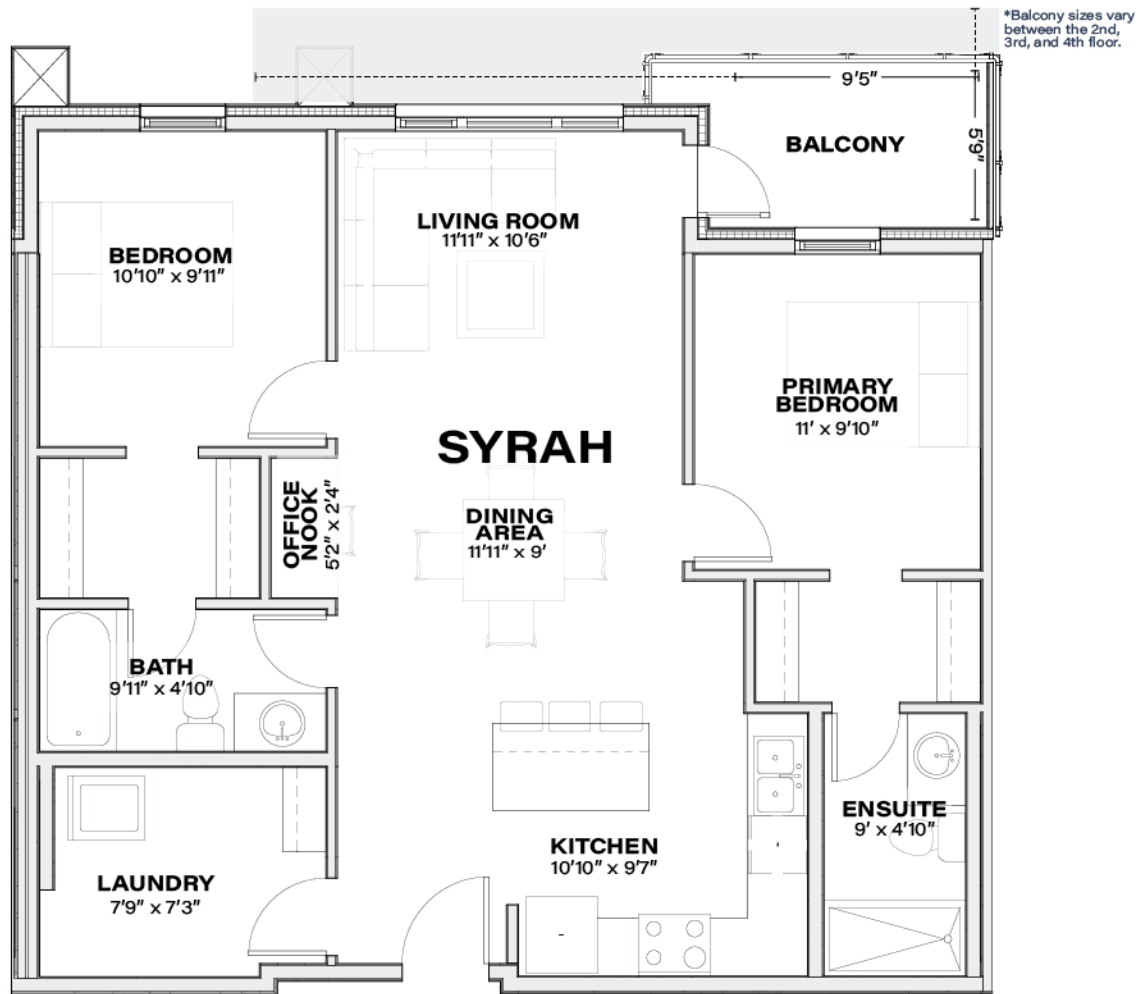 *Balcony sizes vary
between the 2nd,
3rd, and 4th floor.
9'5"
BALCONY
5'9"
LIVING ROOM
11'11" x 10'6"
BEDROOM
10'10" x 9'11"
PRIMARY
BEDROOM
11' x 9'10"
SYRAH
OFFICE
NOOK
5'2" x 2'4"
DINING
AREA
11'11" x 9'
BATH
9'11" x 4'10"
ENSUITE
9' x 4'10"
KITCHEN
10'10" x 9'7"
LAUNDRY
7'9" x 7'3"